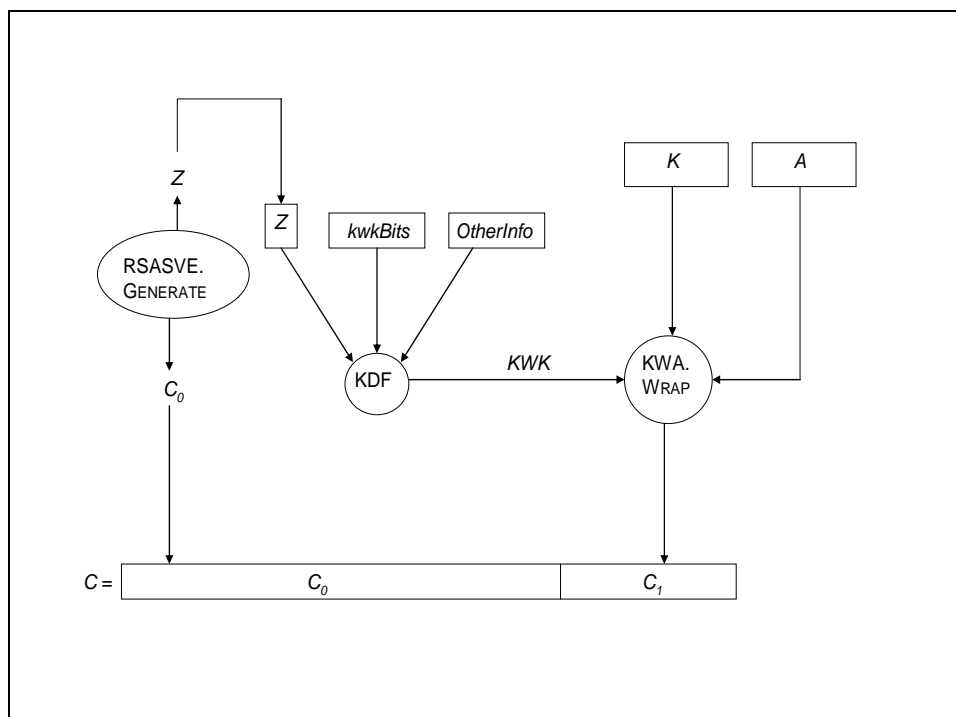 K
A
Z
Z
kwkBits
OtherInfo
RSASVE.
GENERATE
KWK
KDF
KWA.
WRAP
C0
C =
C0
C1